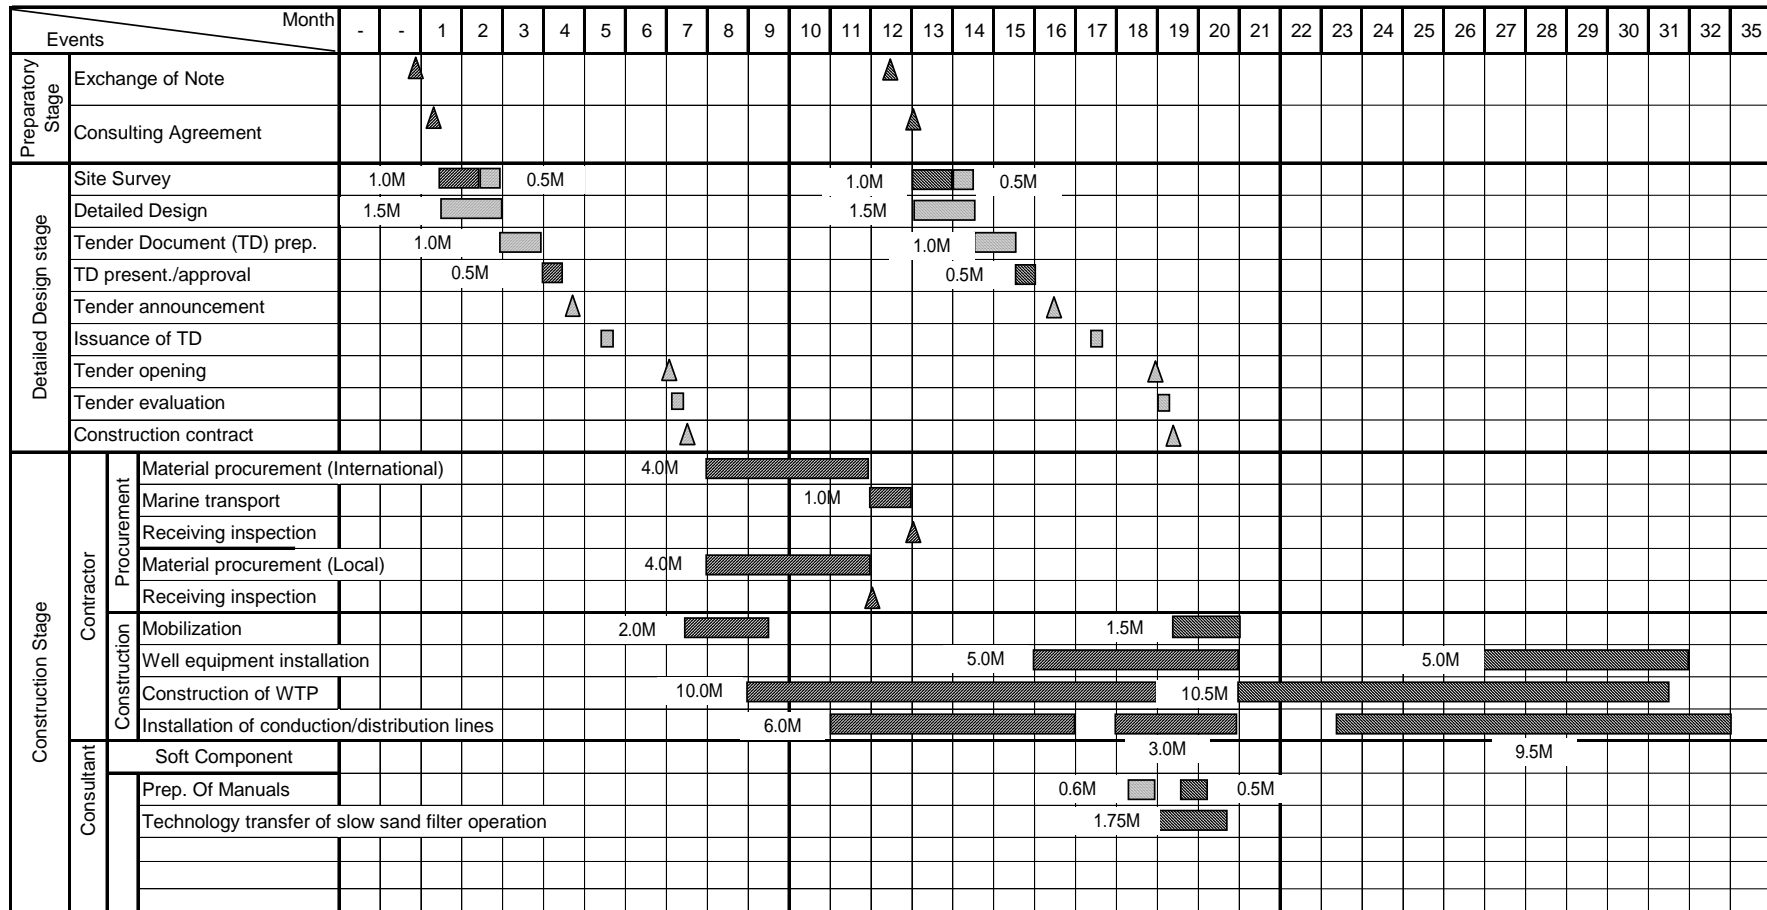 Month
Events
- - 1 2 3 4 5 6 7 8 9 10 11 12 13 14 15 16 17 18 19 20 21 22 23 24 25 26 27 28 29 30 31 32 35
Preparatory
Stage
Exchange of Note
Consulting Agreement
Detailed Design stage
Site Survey 1.0M 0.5M 1.0M 0.5M
Detailed Design 1.5M 1.5M
Tender Document (TD) prep. 1.0M 1.0M
TD present./approval 0.5M 0.5M
Tender announcement
Issuance of TD
Tender opening
Tender evaluation
Construction contract
Construction Stage
Contractor
Procurement
Material procurement (International) 4.0M
Marine transport 1.0M
Receiving inspection
Material procurement (Local) 4.0M
Receiving inspection
Construction
Mobilization 2.0M 1.5M
Well equipment installation 5.0M 5.0M
Construction of WTP 10.0M 10.5M
Installation of conduction/distribution lines 6.0M
Consultant
Soft Component 3.0M 9.5M
Prep. Of Manuals 0.6M 0.5M
Technology transfer of slow sand filter operation 1.75M